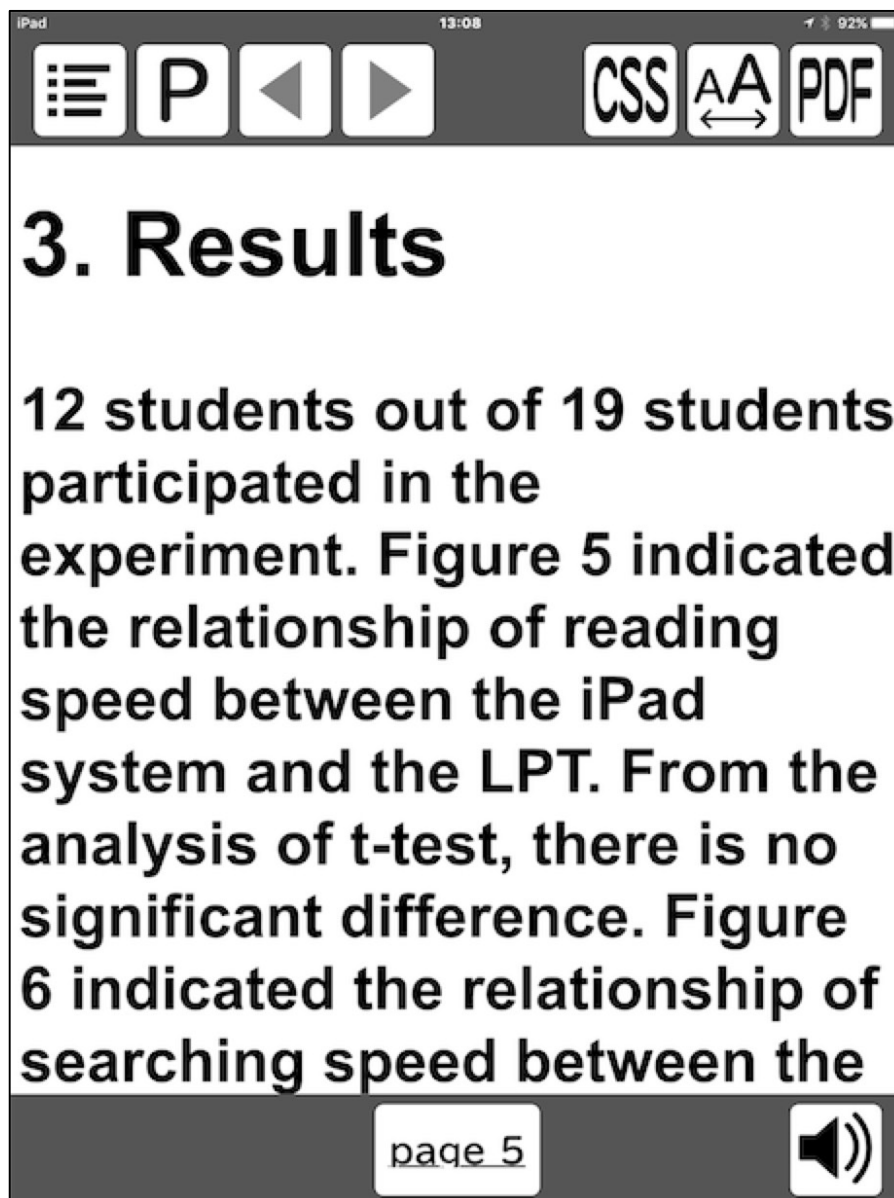 iPad 13:08 92%
P CSS AA PDF
3. Results
12 students out of 19 students
participated in the
experiment. Figure 5 indicated
the relationship of reading
speed between the iPad
system and the LPT. From the
analysis of t-test, there is no
significant difference. Figure
6 indicated the relationship of
searching speed between the
page 5